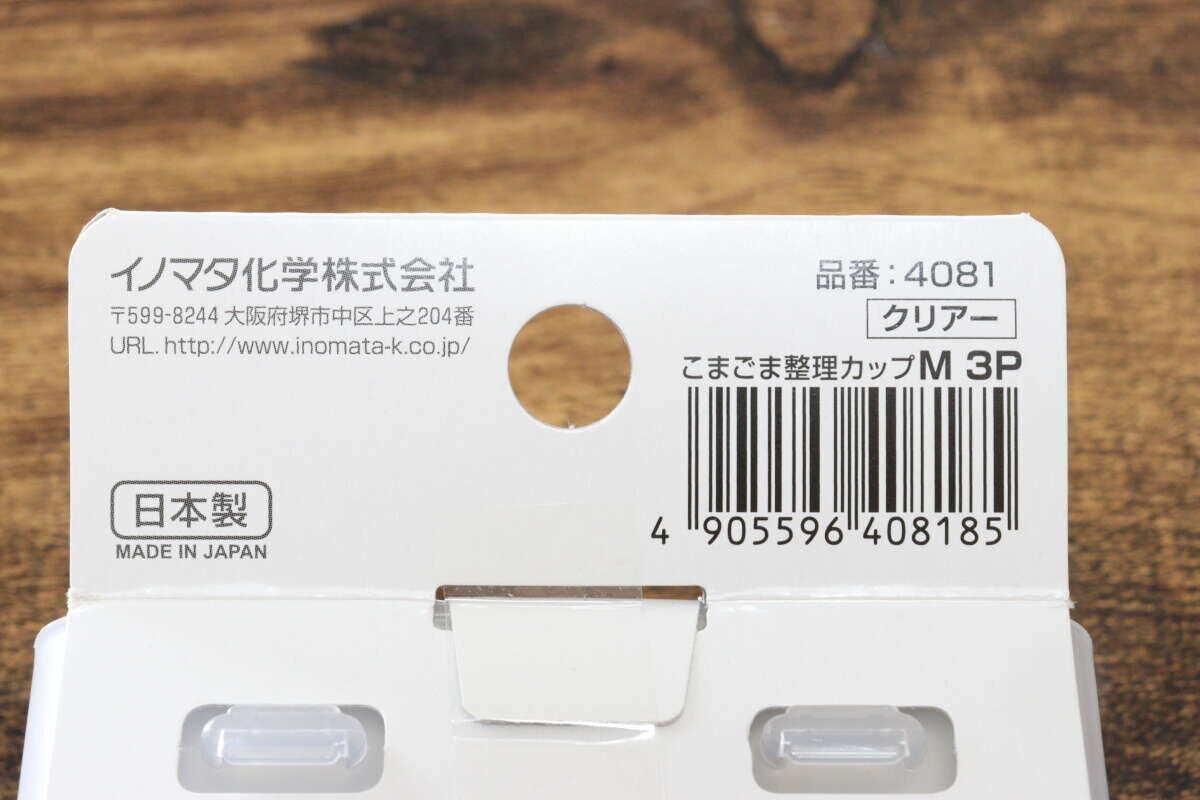 イノマタ化学株式会社
〒599-8244 大阪府堺市中区上之204番
URL. http://www.inomata-k.co.jp/
品番:4081
クリアー
こまごま整理カップM 3P
4 905596 408185
日本製
MADE IN JAPAN